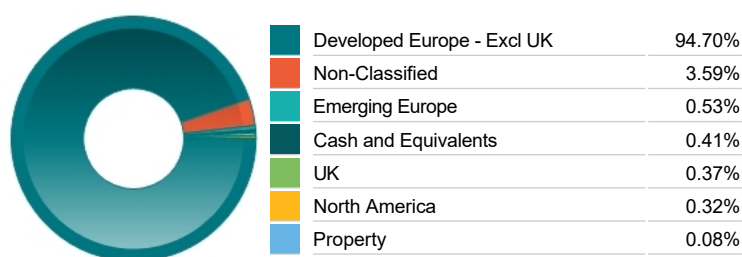 Developed Europe - Excl UK 94.70%
Non-Classified 3.59%
Emerging Europe 0.53%
Cash and Equivalents 0.41%
UK 0.37%
North America 0.32%
Property 0.08%